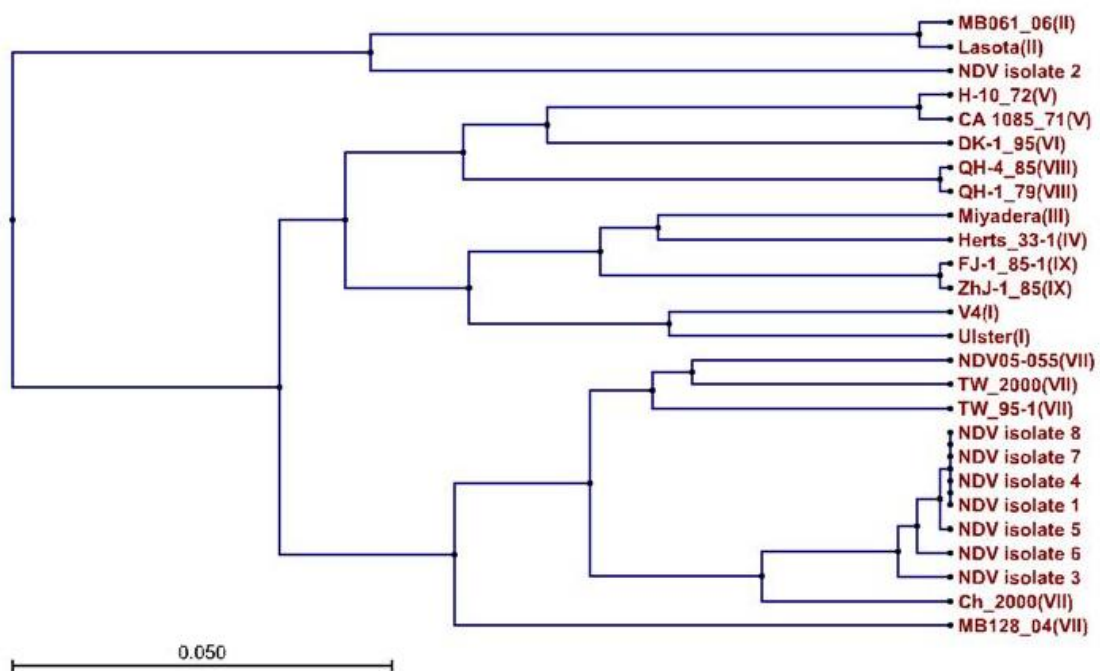 MB061_06(II)
Lasota(II)
NDV isolate 2
H-10_72(V)
CA 1085_71(V)
DK-1_95(VI)
QH-4_85(VIII)
QH-1_79(VIII)
Miyadera(III)
Herts_33-1(IV)
FJ-1_85-1(IX)
ZhJ-1_85(IX)
V4(I)
Ulster(I)
NDV05-055(VII)
TW_2000(VII)
TW_95-1(VII)
NDV isolate 8
NDV isolate 7
NDV isolate 4
NDV isolate 1
NDV isolate 5
NDV isolate 6
NDV isolate 3
Ch_2000(VII)
MB128_04(VII)
0.050